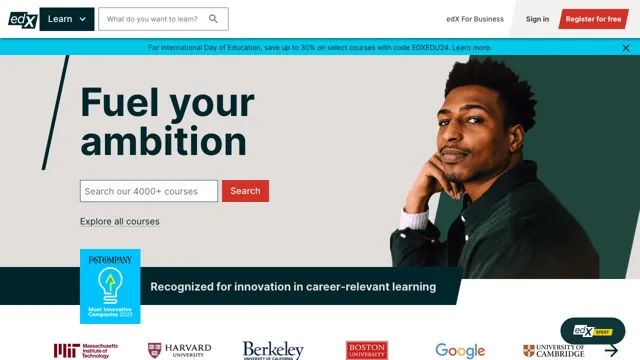 edX
Learn
What do you want to learn?
edX For Business
Sign in
Register for free
For International Day of Education, save up to 30% on select courses with code EDXEDU24. Learn more.
Fuel your
ambition
Search our 4000+ courses
Search
Explore all courses
FAST COMPANY
Most Innovative
Companies 2023
Recognized for innovation in career-relevant learning
MIT
Massachusetts
Institute of
Technology
HARVARD
UNIVERSITY
Berkeley
UNIVERSITY OF CALIFORNIA
BOSTON
UNIVERSITY
Google
UNIVERSITY OF
CAMBRIDGE
edX XPERT